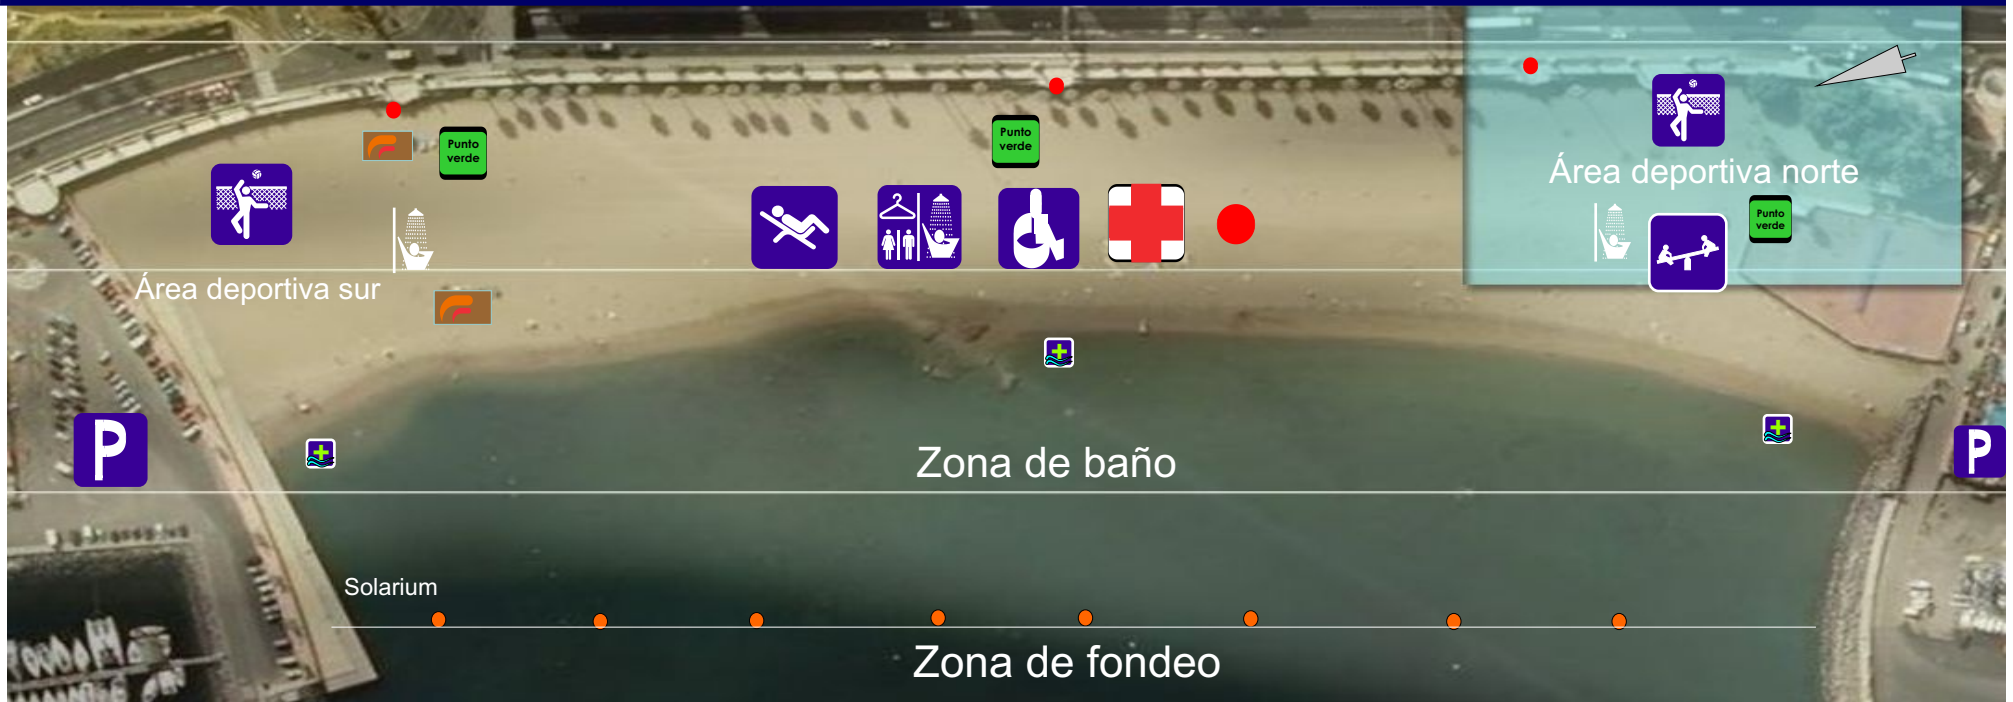 Punto
verde
Punto
verde
Área deportiva norte
Punto
verde
Área deportiva sur
P
Zona de baño
P
Solarium
Zona de fondeo